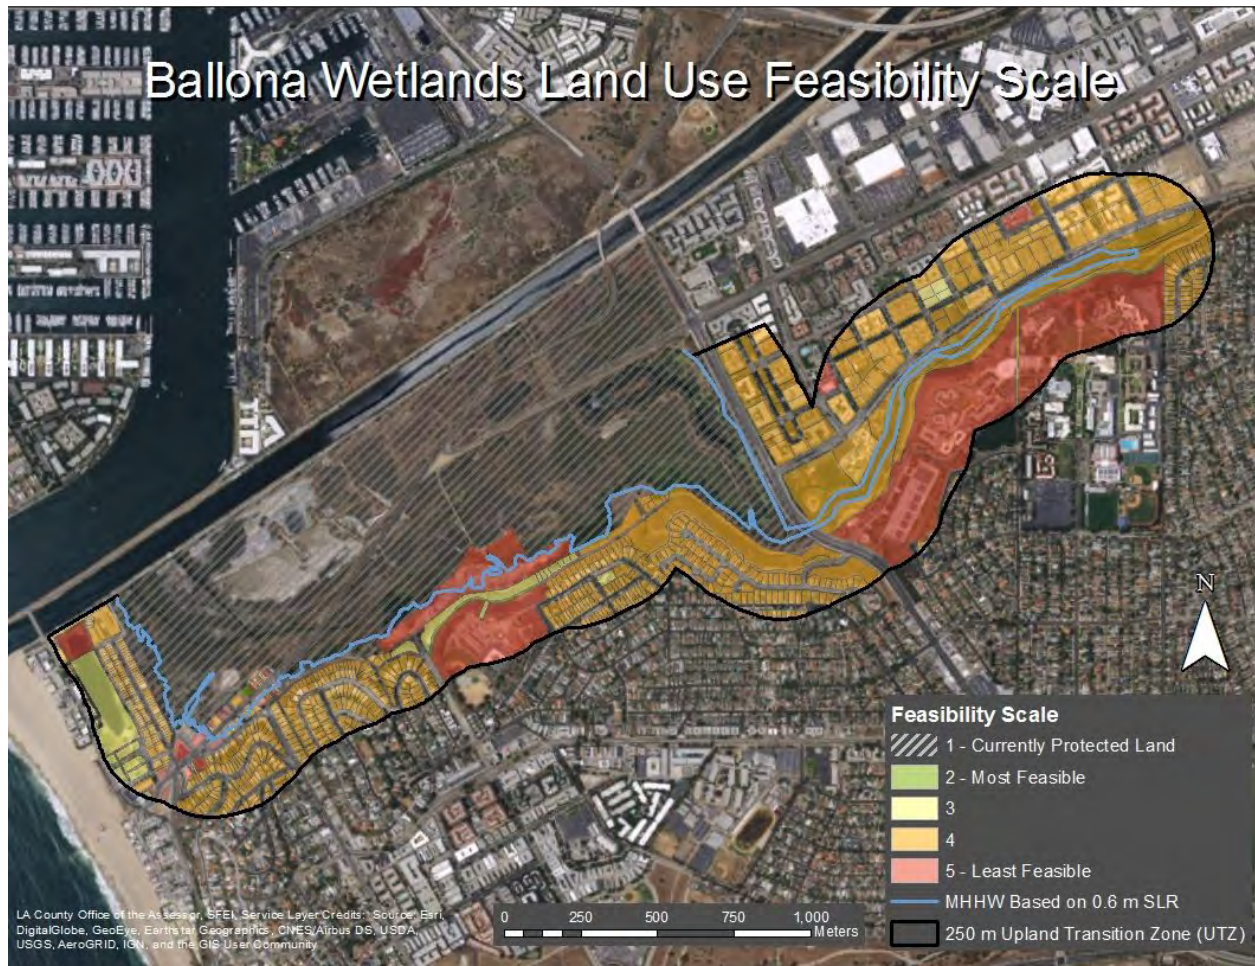 Ballona Wetlands Land Use Feasibility Scale
N
Feasibility Scale
1 - Currently Protected Land
2 - Most Feasible
3
4
5 - Least Feasible
MHHW Based on 0.6 m SLR
250 m Upland Transition Zone (UTZ)
0 250 500 750 1,000
Meters
LA County Office of the Assessor, SFEI, Service Layer Credits: Source: Esri,
DigitalGlobe, GeoEye, Earthstar Geographics, CNES/Airbus DS, USDA,
USGS, AeroGRID, IGN, and the GIS User Community